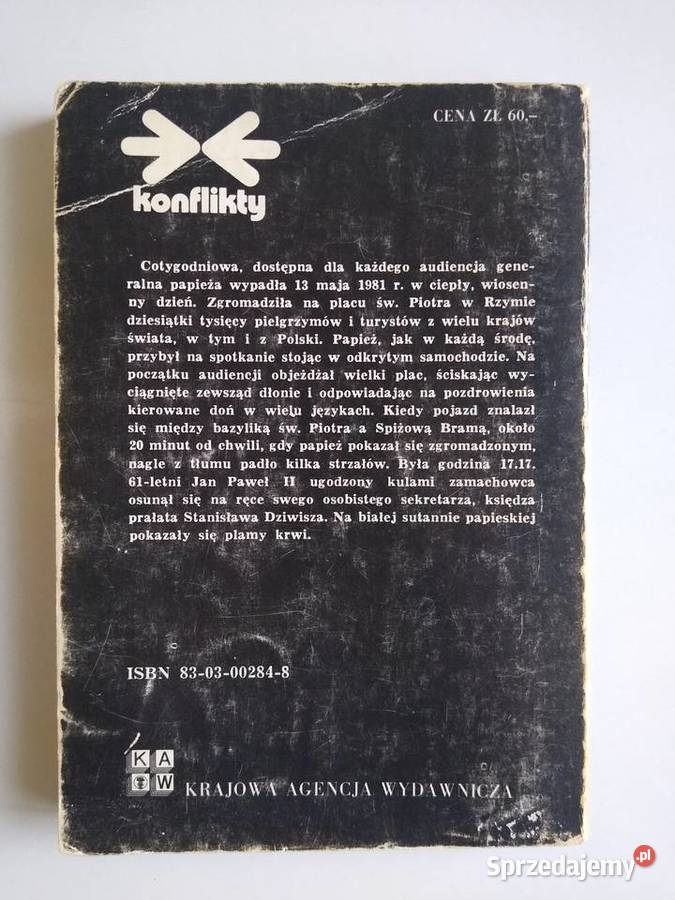 CENA ZŁ 60,–
konflikty
Cotygodniowa, dostępna dla każdego audiencja gene-
ralna papieża wypadła 13 maja 1981 r. w ciepły, wiosen-
ny dzień. Zgromadziła na placu św. Piotra w Rzymie
dziesiątki tysięcy pielgrzymów i turystów z wielu krajów
świata, w tym i z Polski. Papież, jak w każdą środę,
przybył na spotkanie stojąc w odkrytym samochodzie. Na
początku audiencji objeżdżał wielki plac, ściskając wy-
ciągnięte zewsząd dłonie i odpowiadając na pozdrowienia
kierowane doń w wielu językach. Kiedy pojazd znalazł
się między bazyliką św. Piotra a Spiżową Bramą, około
20 minut od chwili, gdy papież pokazał się zgromadzonym,
nagle z tłumu padło kilka strzałów. Była godzina 17.17.
61-letni Jan Paweł II ugodzony kulami zamachowca
osunął się na ręce swego osobistego sekretarza, księdza
prałata Stanisława Dziwisza. Na białej sutannie papieskiej
pokazały się plamy krwi.
ISBN 83-03-00284-8
KA
W KRAJOWA AGENCJA WYDAWNICZA
Sprzedajemy.pl